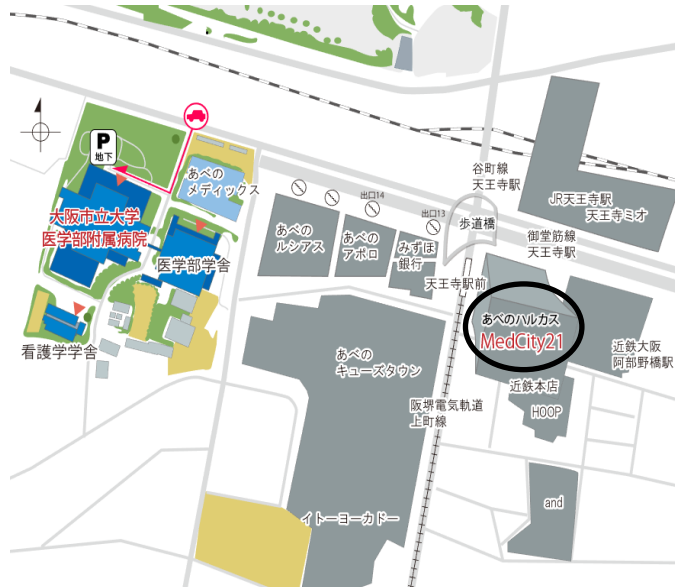 P
地下
大阪市立大学
医学部附属病院
あべの
メディックス
医学部学舎
看護学学舎
あべの
ルシアス
出口14
あべの
アポロ
出口13
みずほ
銀行
谷町線
天王寺駅
歩道橋
JR天王寺駅
天王寺ミオ
御堂筋線
天王寺駅
天王寺駅前
あべのハルカス
MedCity21
近鉄大阪
阿部野橋駅
近鉄本店
HOOP
あべの
キューズタウン
阪堺電気軌道
上町線
イトーヨーカドー
and